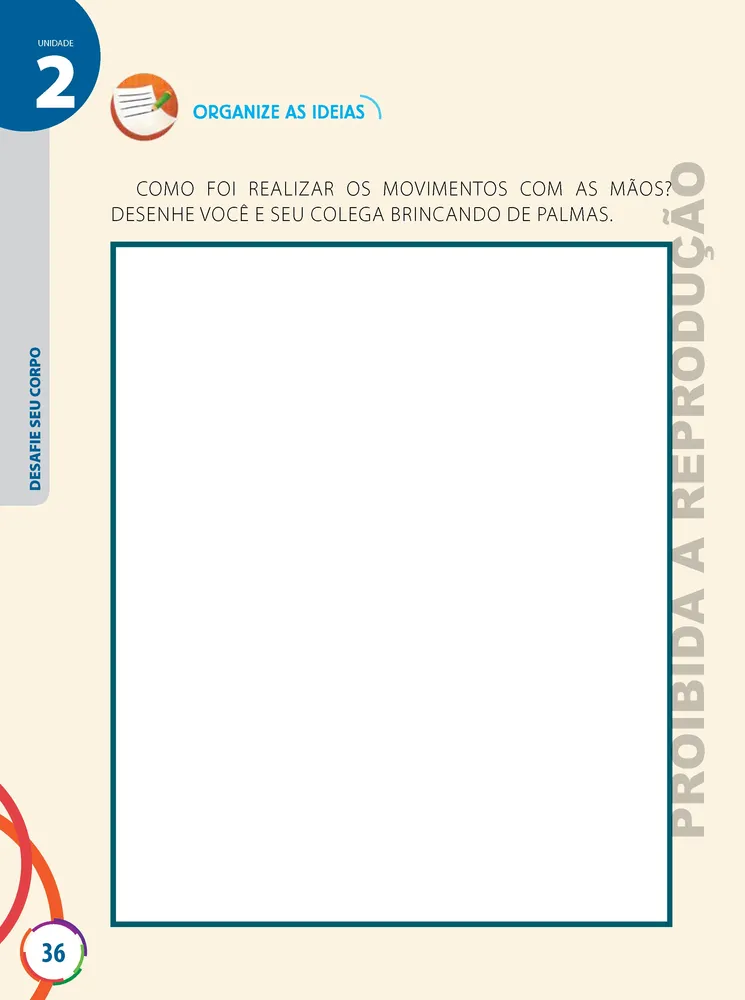 UNIDADE
2
ORGANIZE AS IDEIAS
COMO FOI REALIZAR OS MOVIMENTOS COM AS MÃOS?
DESENHE VOCÊ E SEU COLEGA BRINCANDO DE PALMAS.
DESAFIE SEU CORPO
PROIBIDA A REPRODUÇÃO
36